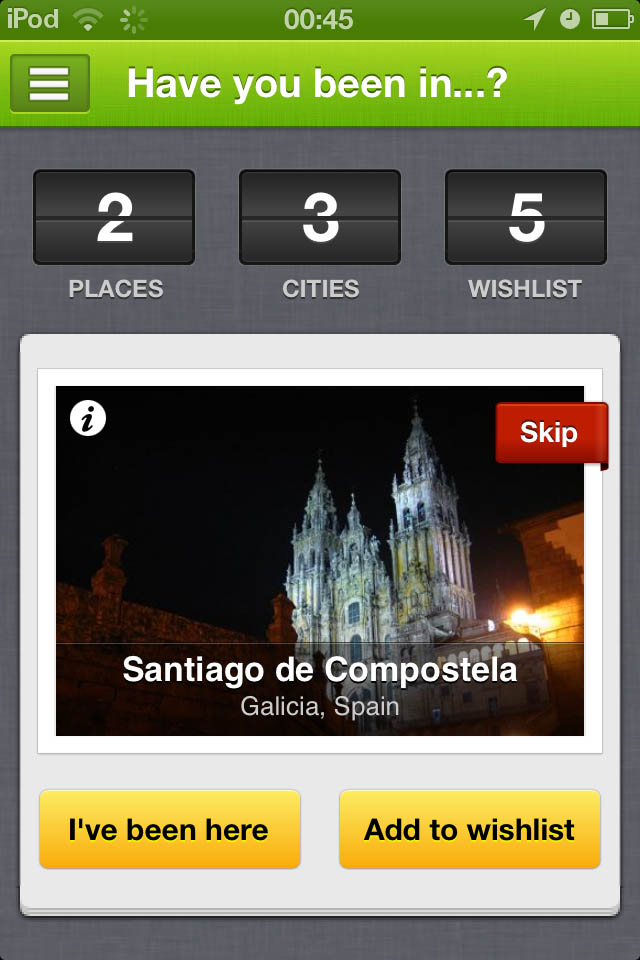 iPod 00:45
Have you been in...?
2 3 5
PLACES CITIES WISHLIST
i
Skip
Santiago de Compostela
Galicia, Spain
I've been here Add to wishlist